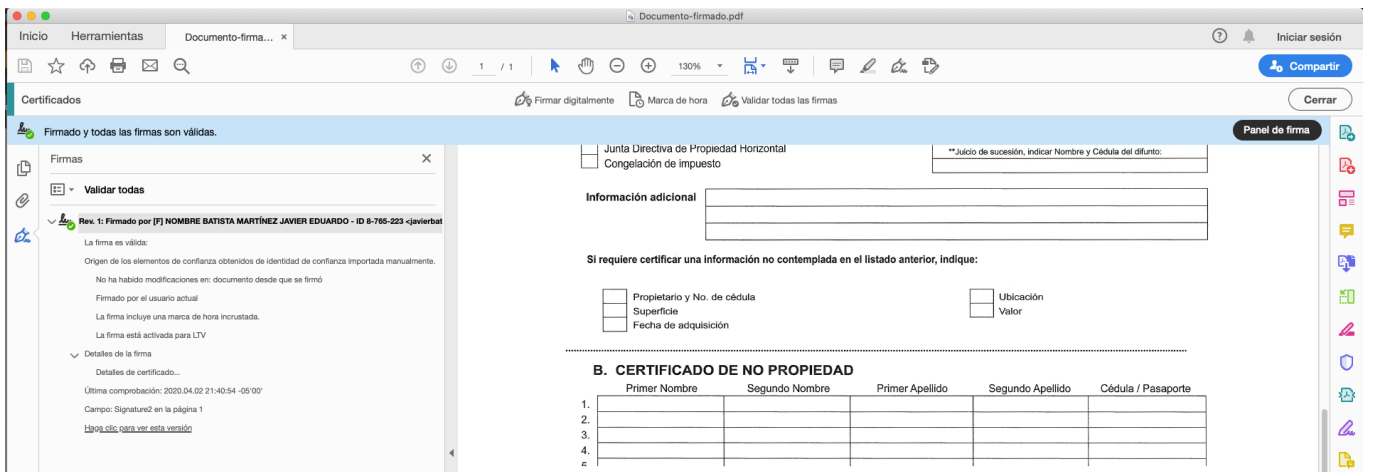 Documento-firmado.pdf
Inicio Herramientas Documento-firma... × Iniciar sesión
1 / 1 130% Compartir
Certificados Firmar digitalmente Marca de hora Validar todas las firmas Cerrar
Firmado y todas las firmas son válidas. Panel de firma
Firmas
Validar todas
Rev. 1: Firmado por [F] NOMBRE BATISTA MARTÍNEZ JAVIER EDUARDO - ID 8-765-223 <javierbat
La firma es válida:
Origen de los elementos de confianza obtenidos de identidad de confianza importada manualmente.
No ha habido modificaciones en: documento desde que se firmó
Firmado por el usuario actual
La firma incluye una marca de hora incrustada.
La firma está activada para LTV
Detalles de la firma
Detalles de certificado...
Última comprobación: 2020.04.02 21:40:54 -05'00'
Campo: Signature2 en la página 1
Haga clic para ver esta versión
Junta Directiva de Propiedad Horizontal
Congelación de impuesto
**Juicio de sucesión, indicar Nombre y Cédula del difunto:
Información adicional
Si requiere certificar una información no contemplada en el listado anterior, indique:
Propietario y No. de cédula Ubicación
Superficie Valor
Fecha de adquisición
B. CERTIFICADO DE NO PROPIEDAD
Primer Nombre Segundo Nombre Primer Apellido Segundo Apellido Cédula / Pasaporte
1.
2.
3.
4.